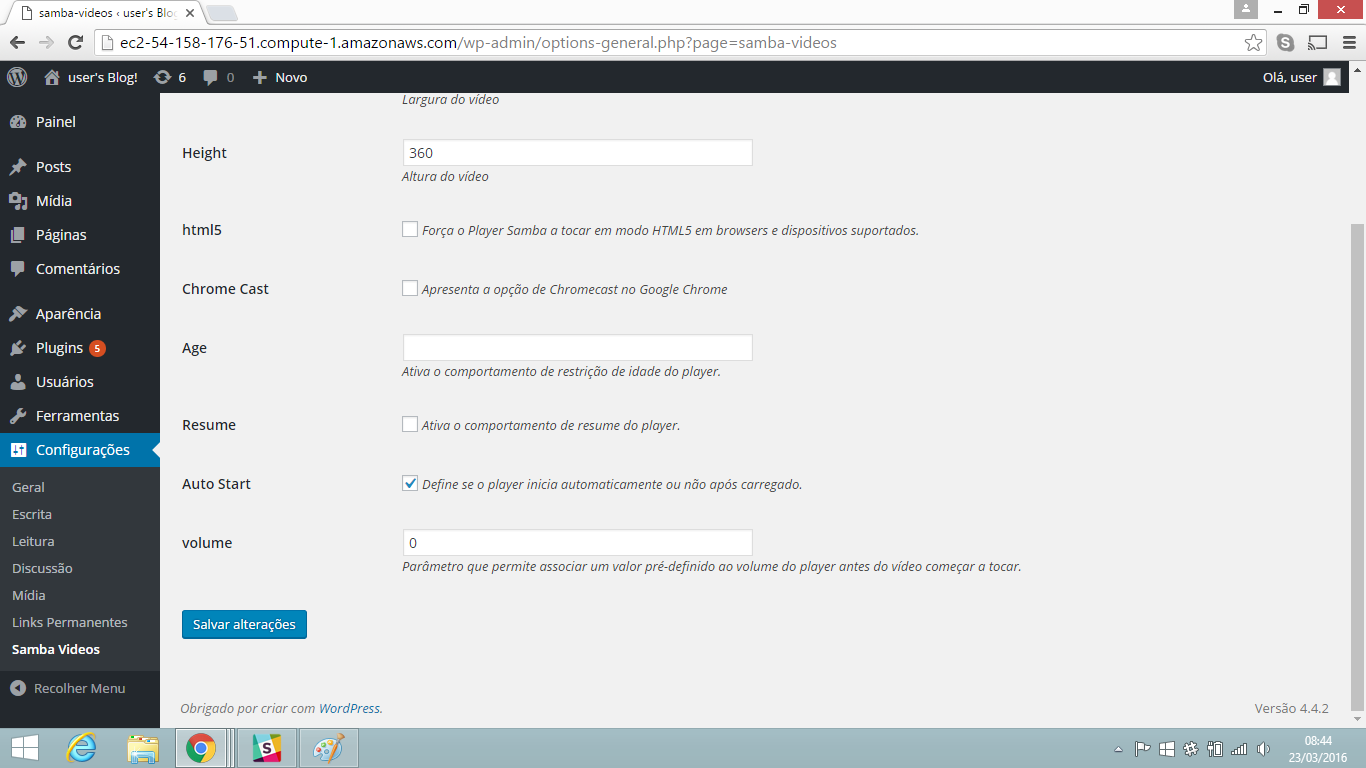 samba-videos ‹ user's Blog
ec2-54-158-176-51.compute-1.amazonaws.com/wp-admin/options-general.php?page=samba-videos
user's Blog! 6 0 Novo Olá, user
Painel
Posts
Mídia
Páginas
Comentários
Aparência
Plugins 5
Usuários
Ferramentas
Configurações
Geral
Escrita
Leitura
Discussão
Mídia
Links Permanentes
Samba Videos
Recolher Menu
Largura do vídeo
Height 360
Altura do vídeo
html5 Força o Player Samba a tocar em modo HTML5 em browsers e dispositivos suportados.
Chrome Cast Apresenta a opção de Chromecast no Google Chrome
Age
Ativa o comportamento de restrição de idade do player.
Resume Ativa o comportamento de resume do player.
Auto Start Define se o player inicia automaticamente ou não após carregado.
volume 0
Parâmetro que permite associar um valor pré-definido ao volume do player antes do vídeo começar a tocar.
Salvar alterações
Obrigado por criar com WordPress. Versão 4.4.2
08:44
23/03/2016